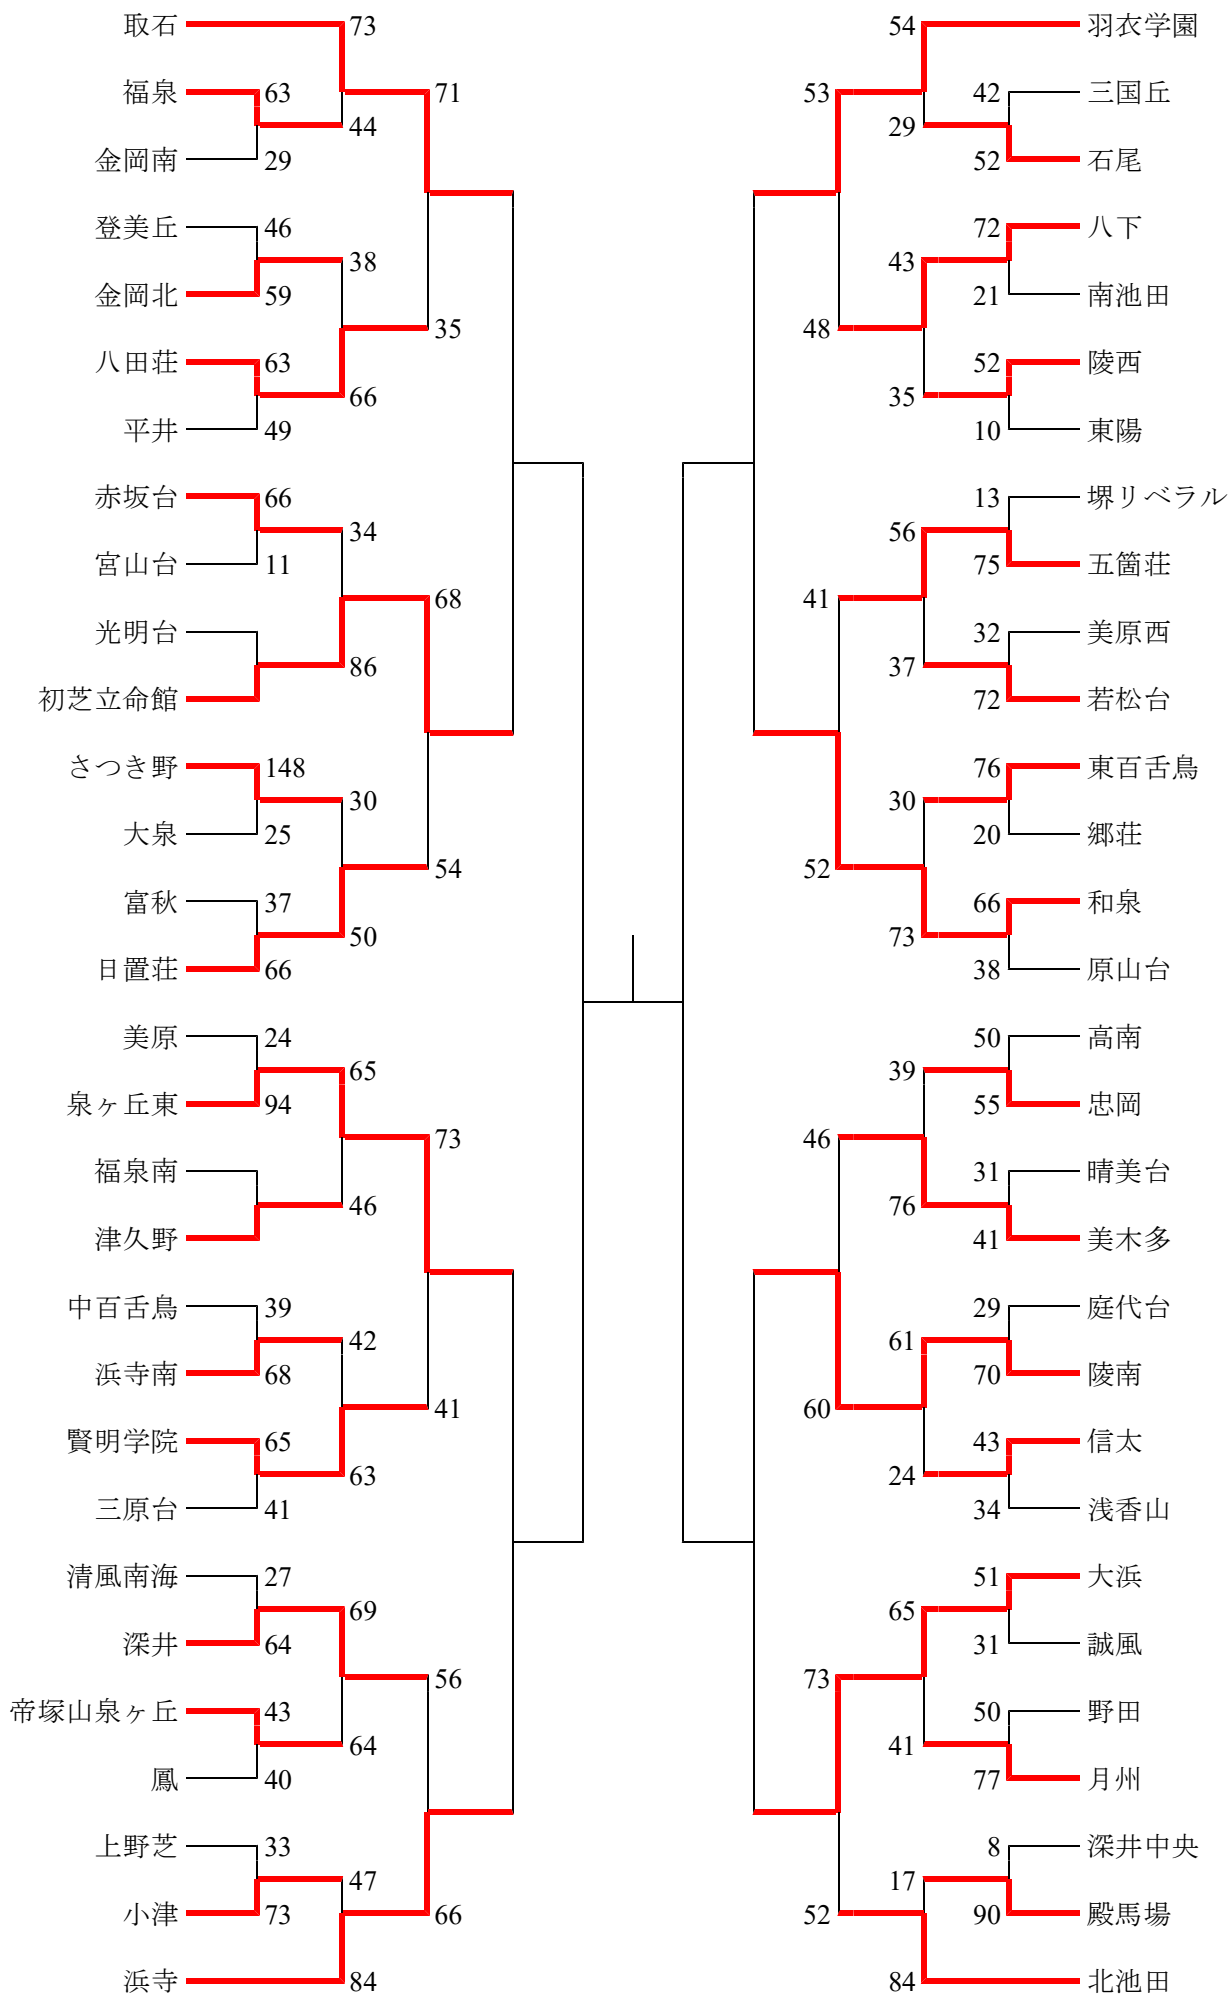 取石 73 54 羽衣学園
福泉 63 71 53 42 三国丘
44 29
金岡南 29 52 石尾
登美丘 46 72 八下
38 43
金岡北 59 21 南池田
35 48
八田荘 63 52 陵西
66 35
平井 49 10 東陽
赤坂台 66 13 堺リベラル
34 56
宮山台 11 75 五箇荘
68 41
光明台 32 美原西
86 37
初芝立命館 72 若松台
さつき野 148 76 東百舌鳥
30 30
大泉 25 20 郷荘
54 52
富秋 37 66 和泉
50 73
日置荘 66 38 原山台
美原 24 50 高南
65 39
泉ヶ丘東 94 55 忠岡
73 46
福泉南 31 晴美台
46 76
津久野 41 美木多
中百舌鳥 39 29 庭代台
42 61
浜寺南 68 70 陵南
41 60
賢明学院 65 43 信太
63 24
三原台 41 34 浅香山
清風南海 27 51 大浜
69 65
深井 64 31 誠風
56 73
帝塚山泉ヶ丘 43 50 野田
64 41
鳳 40 77 月州
上野芝 33 8 深井中央
47 17
小津 73 66 52 90 殿馬場
浜寺 84 84 北池田